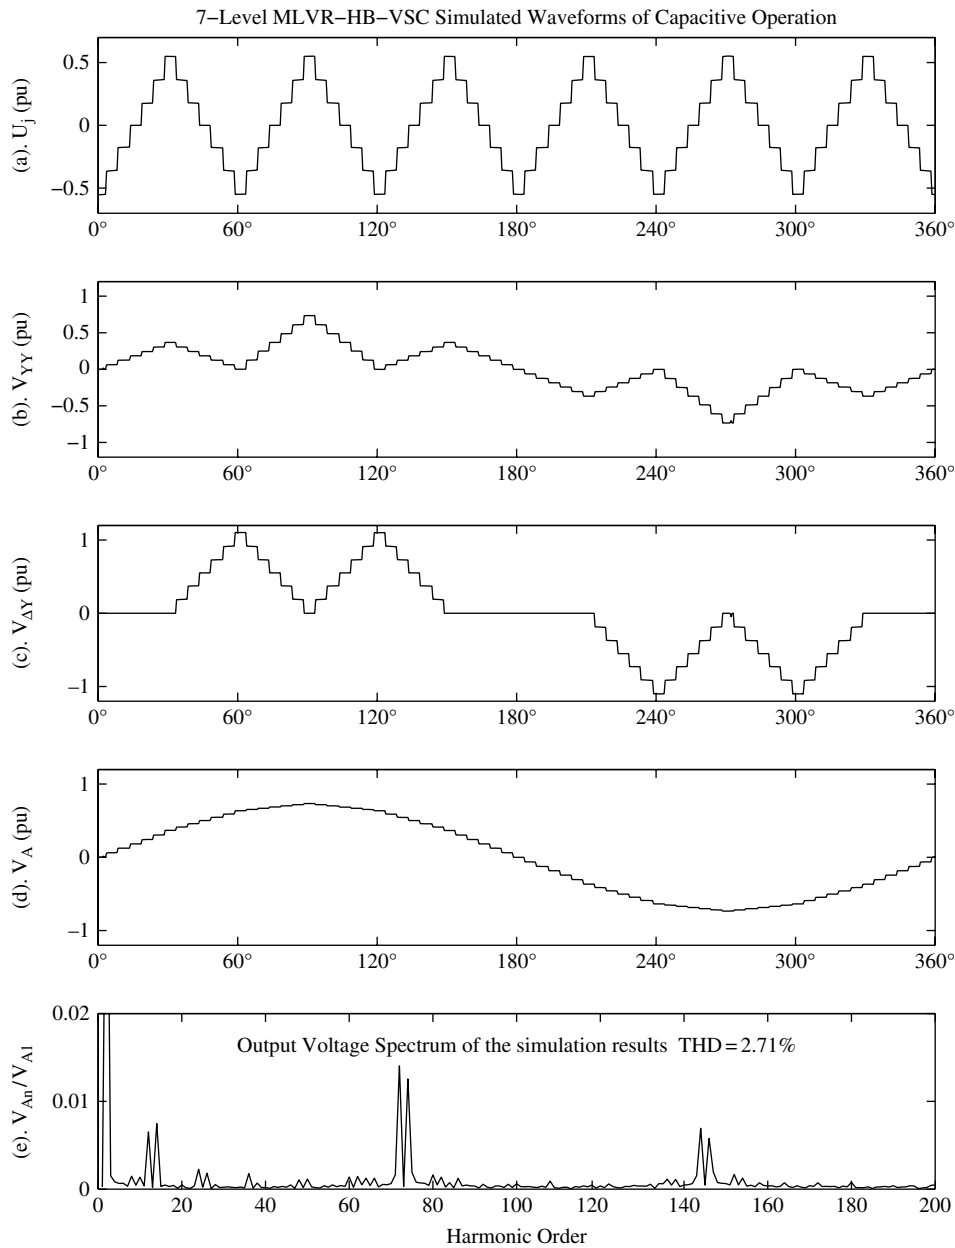 7−Level MLVR−HB−VSC Simulated Waveforms of Capacitive Operation
(a). U_j (pu)
0.5
0
−0.5
0° 60° 120° 180° 240° 300° 360°
(b). V_YY (pu)
1
0.5
0
−0.5
−1
0° 60° 120° 180° 240° 300° 360°
(c). V_ΔY (pu)
1
0
−1
0° 60° 120° 180° 240° 300° 360°
(d). V_A (pu)
1
0
−1
0° 60° 120° 180° 240° 300° 360°
(e). V_An/V_A1
0.02
0.01
0
Output Voltage Spectrum of the simulation results THD = 2.71%
0 20 40 60 80 100 120 140 160 180 200
Harmonic Order